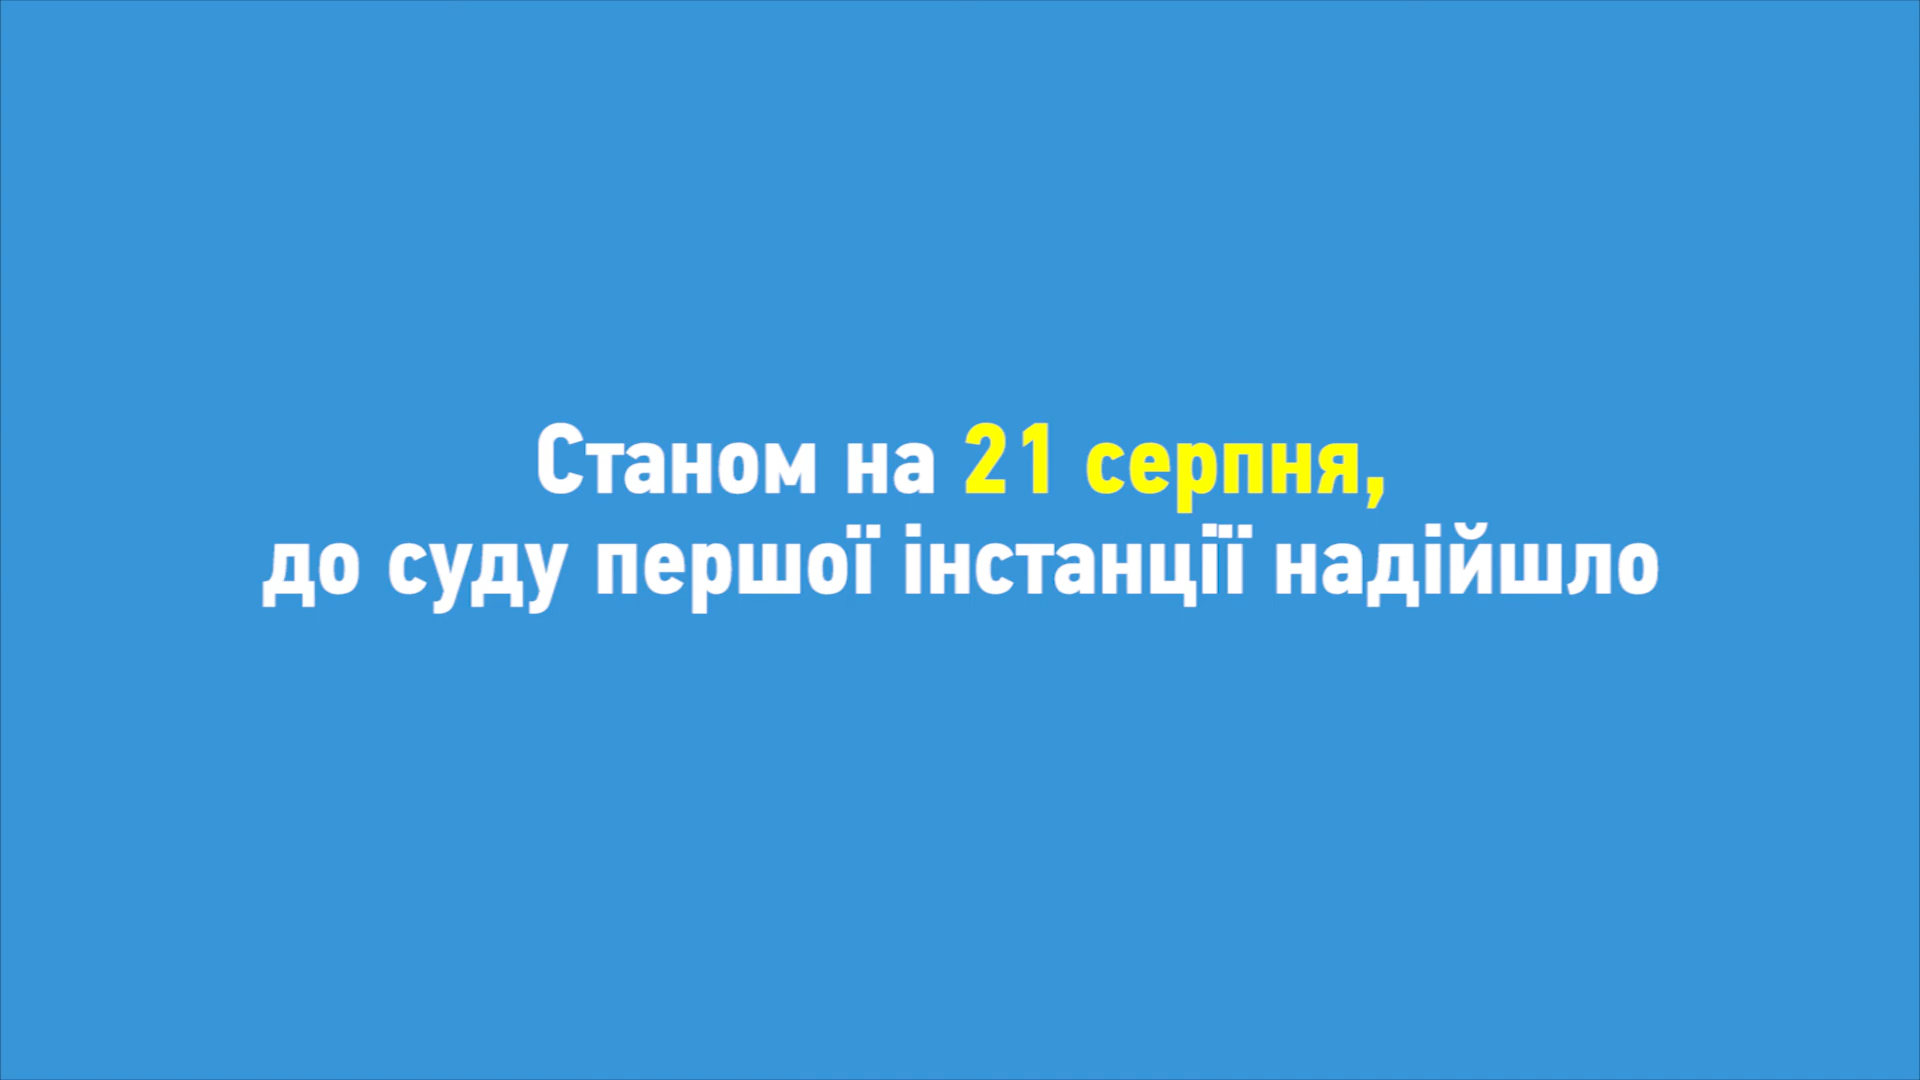 Станом на 21 серпня,
до суду першої інстанції надійшло